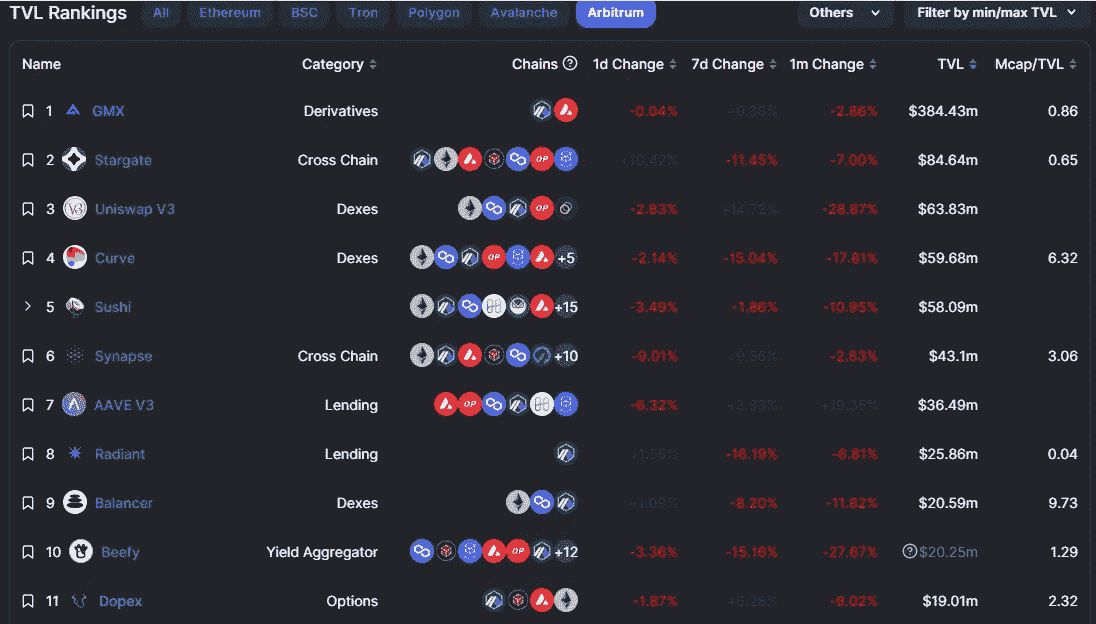 TVL Rankings All Ethereum BSC Tron Polygon Avalanche Arbitrum Others Filter by min/max TVL
Name Category Chains 1d Change 7d Change 1m Change TVL Mcap/TVL
1 GMX Derivatives -0.04% +0.88% -2.86% $384.43m 0.86
2 Stargate Cross Chain OP +10.42% -11.45% -7.00% $84.64m 0.65
3 Uniswap V3 Dexes OP -2.83% +14.72% -28.87% $63.83m
4 Curve Dexes OP +5 -2.14% -15.04% -17.81% $59.68m 6.32
5 Sushi +15 -3.49% -1.86% -10.95% $58.09m
6 Synapse Cross Chain +10 -9.01% +9.56% -2.63% $43.1m 3.06
7 AAVE V3 Lending OP -6.32% +3.93% +19.35% $36.49m
8 Radiant Lending +1.55% -16.19% -6.81% $25.86m 0.04
9 Balancer Dexes +1.09% -8.20% -11.82% $20.59m 9.73
10 Beefy Yield Aggregator OP +12 -3.36% -15.16% -27.67% $20.25m 1.29
11 Dopex Options -1.87% +6.28% -9.02% $19.01m 2.32